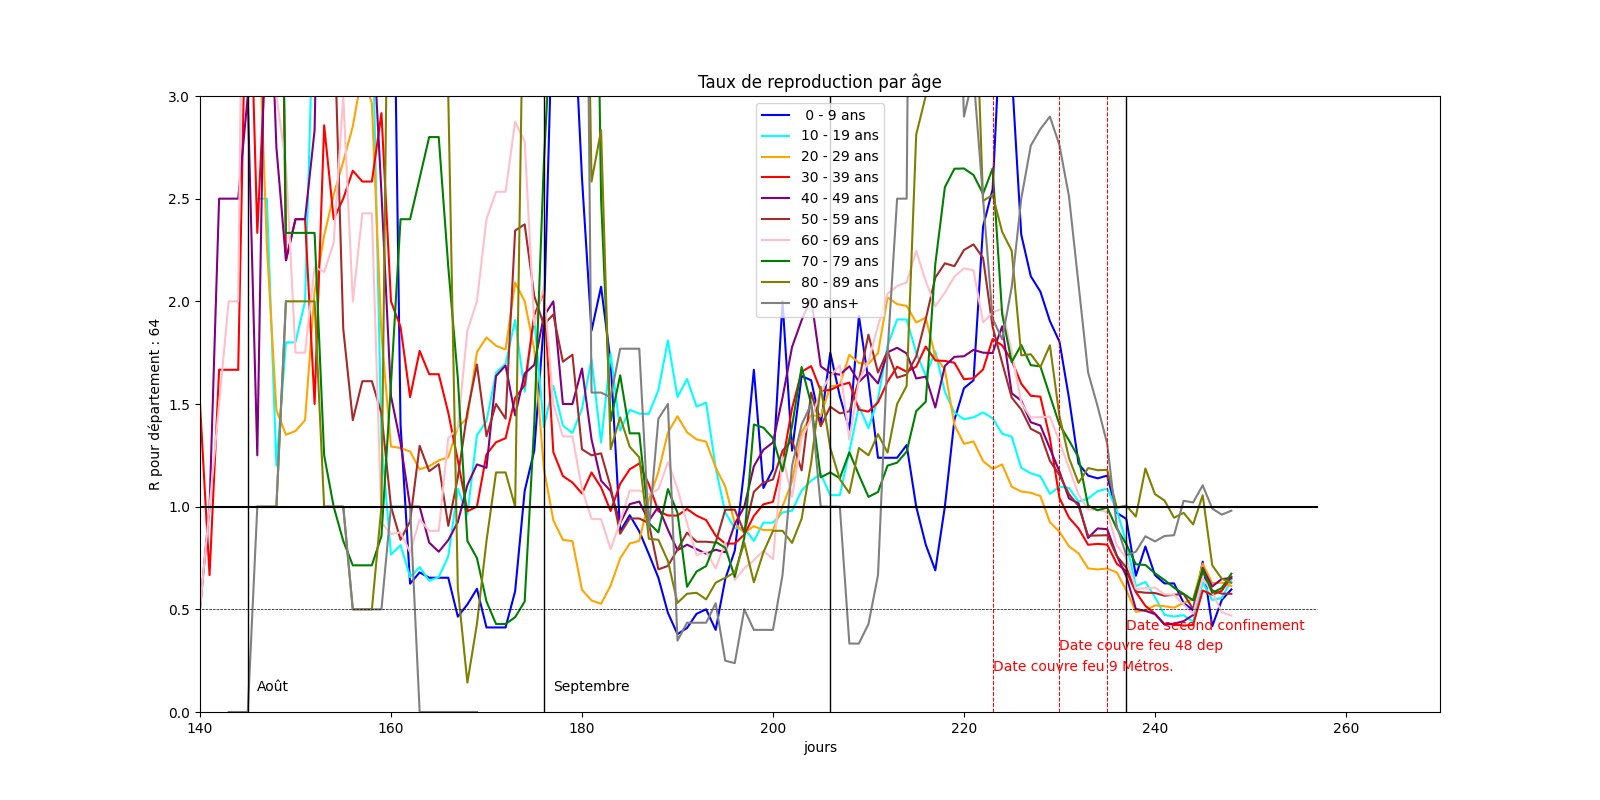 Taux de reproduction par âge
R pour département : 64
3.0
2.5
2.0
1.5
1.0
0.5
0.0
0 - 9 ans
10 - 19 ans
20 - 29 ans
30 - 39 ans
40 - 49 ans
50 - 59 ans
60 - 69 ans
70 - 79 ans
80 - 89 ans
90 ans+
Date second confinement
Date couvre feu 48 dep
Date couvre feu 9 Métros.
Août
Septembre
140
160
180
200
220
240
260
jours